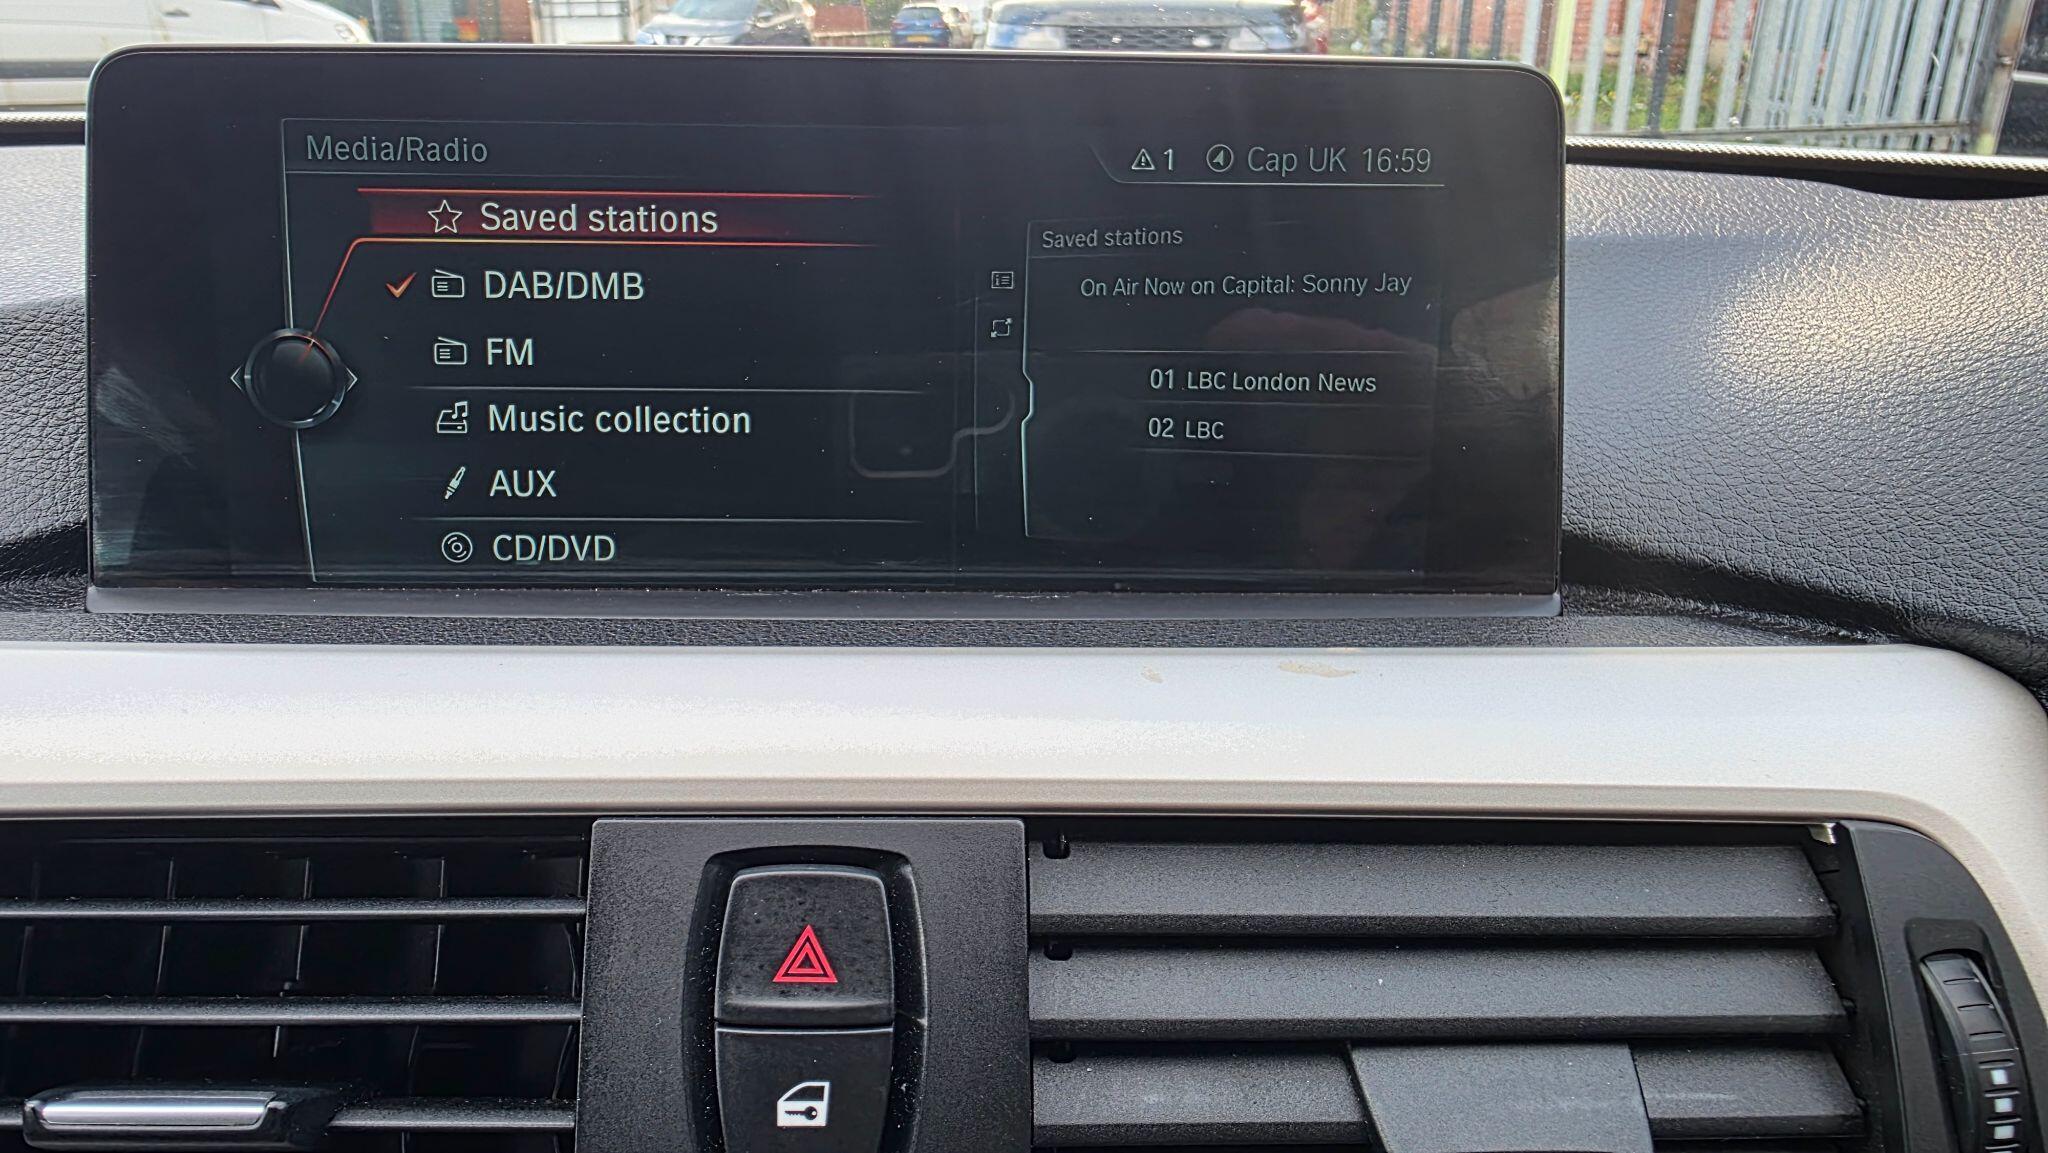 Media/Radio
1 Cap UK 16:59
Saved stations
DAB/DMB
FM
Music collection
AUX
CD/DVD
Saved stations
On Air Now on Capital: Sonny Jay
01 LBC London News
02 LBC